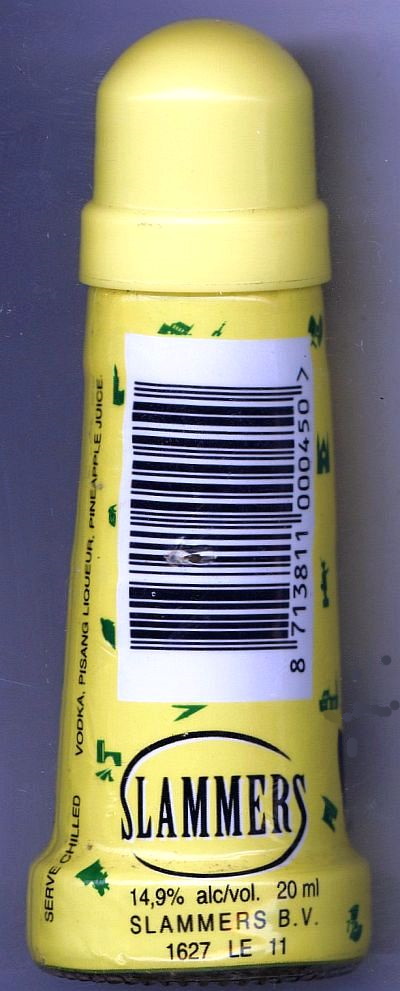 8 713811 000450 >
VODKA, PISANG LIQUEUR, PINEAPPLE JUICE.
SERVE CHILLED
SLAMMERS
14,9% alc/vol. 20 ml
SLAMMERS B.V.
1627 LE 11